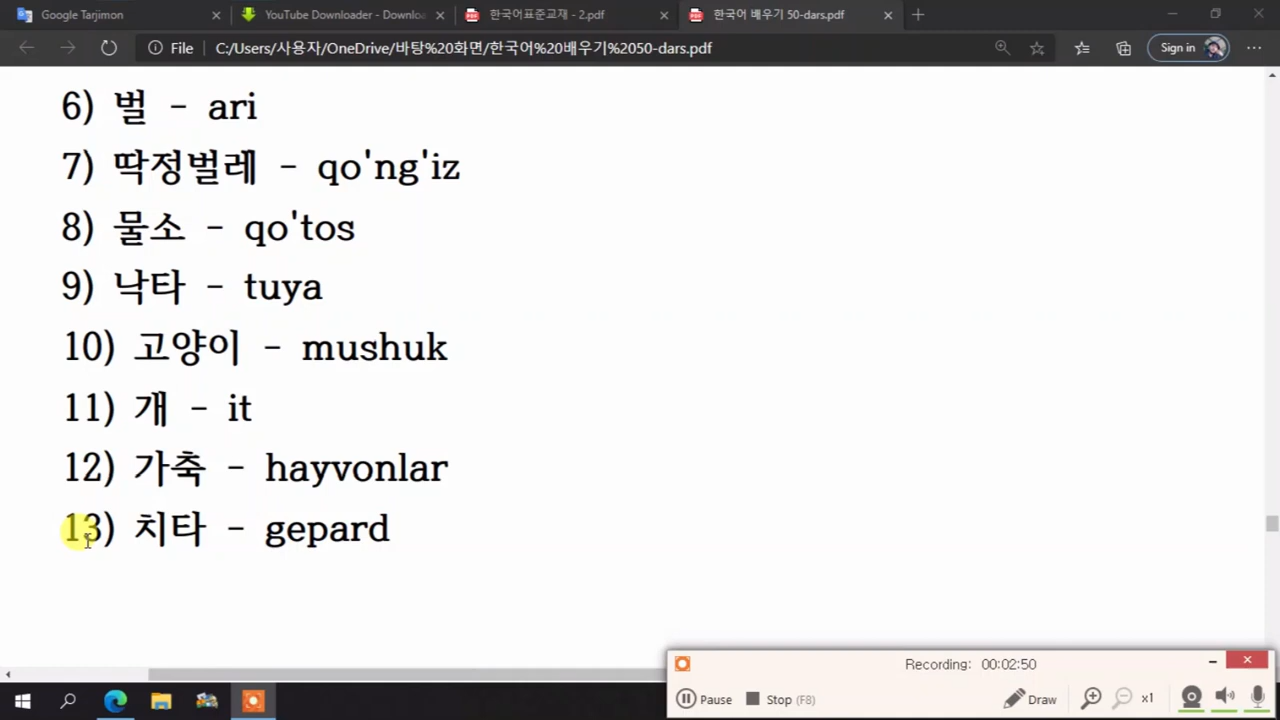 Google Tarjimon
YouTube Downloader - Downloa
한국어표준교재 - 2.pdf
한국어 배우기 50-dars.pdf
File
C:/Users/사용자/OneDrive/바탕%20화면/한국어%20배우기%2050-dars.pdf
Sign in
6) 벌 - ari
7) 딱정벌레 - qo'ng'iz
8) 물소 - qo'tos
9) 낙타 - tuya
10) 고양이 - mushuk
11) 개 - it
12) 가축 - hayvonlar
13) 치타 - gepard
Recording: 00:02:50
Pause
Stop (F8)
Draw
x1